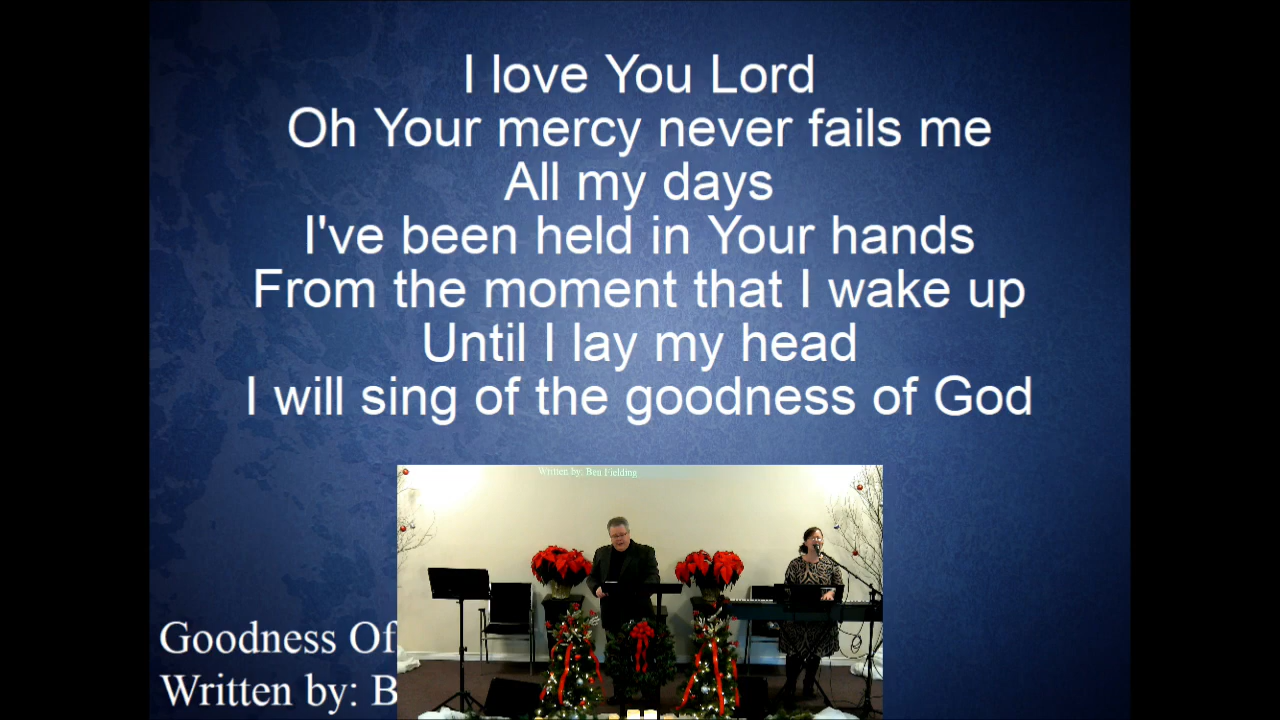 I love You Lord
Oh Your mercy never fails me
All my days
I've been held in Your hands
From the moment that I wake up
Until I lay my head
I will sing of the goodness of God
Written by: Ben Fielding
Goodness Of
Written by: B